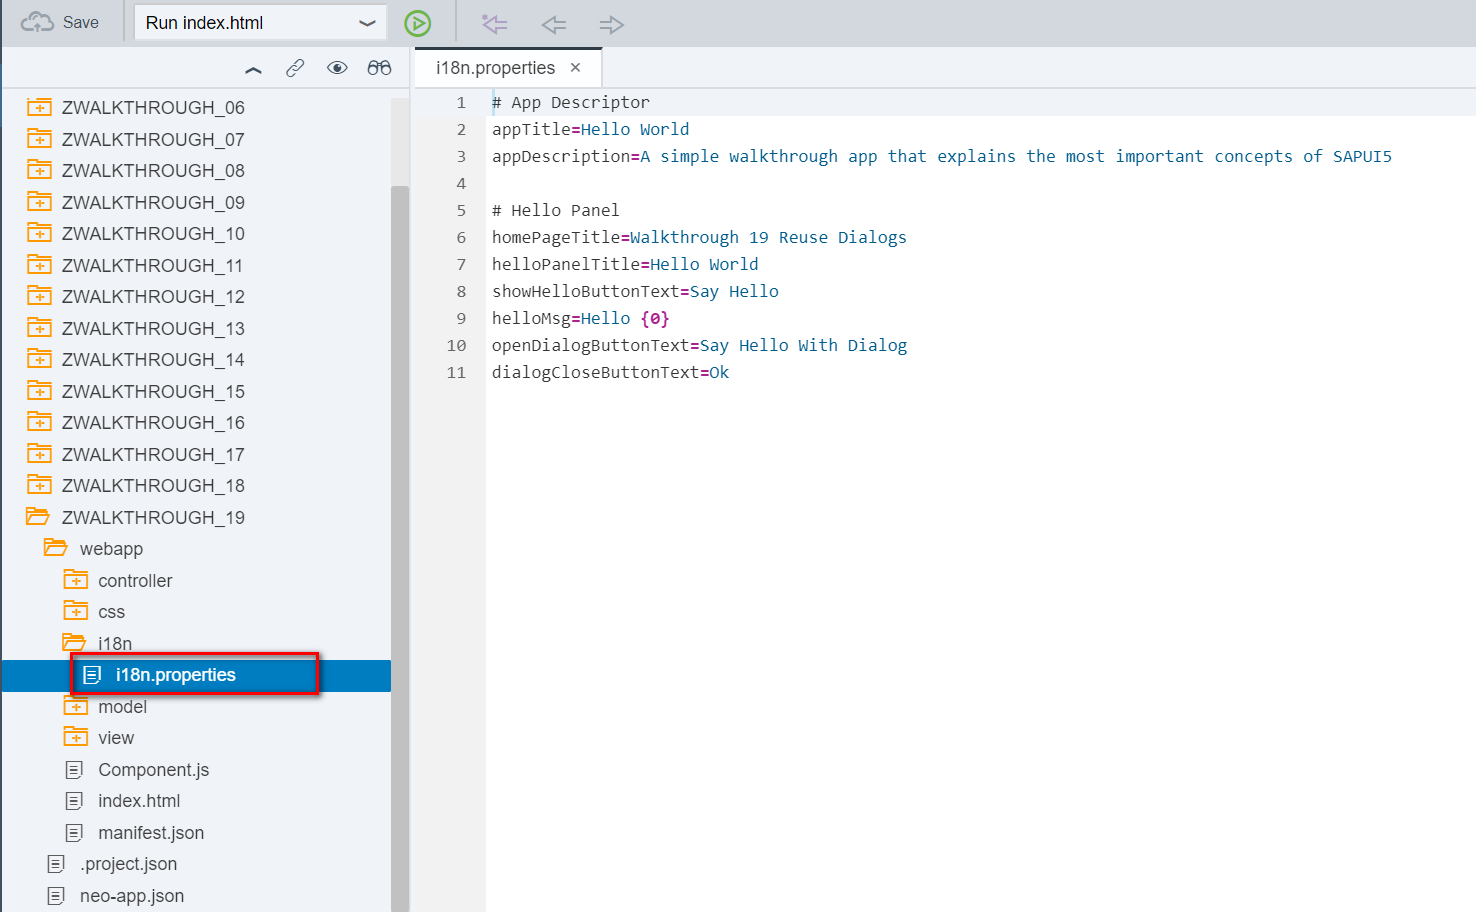 Save
Run index.html
ZWALKTHROUGH_06
ZWALKTHROUGH_07
ZWALKTHROUGH_08
ZWALKTHROUGH_09
ZWALKTHROUGH_10
ZWALKTHROUGH_11
ZWALKTHROUGH_12
ZWALKTHROUGH_13
ZWALKTHROUGH_14
ZWALKTHROUGH_15
ZWALKTHROUGH_16
ZWALKTHROUGH_17
ZWALKTHROUGH_18
ZWALKTHROUGH_19
webapp
controller
css
i18n
i18n.properties
model
view
Component.js
index.html
manifest.json
.project.json
neo-app.json
i18n.properties ×
1 # App Descriptor
2 appTitle=Hello World
3 appDescription=A simple walkthrough app that explains the most important concepts of SAPUI5
4
5 # Hello Panel
6 homePageTitle=Walkthrough 19 Reuse Dialogs
7 helloPanelTitle=Hello World
8 showHelloButtonText=Say Hello
9 helloMsg=Hello {0}
10 openDialogButtonText=Say Hello With Dialog
11 dialogCloseButtonText=Ok